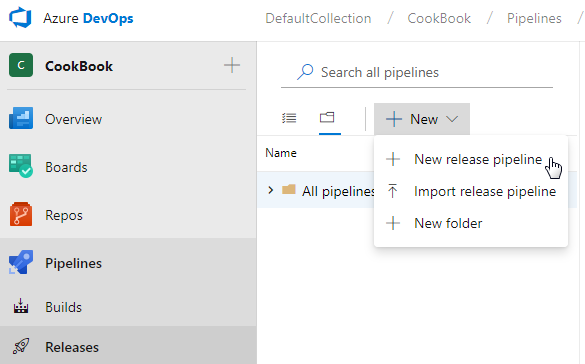 Azure DevOps
DefaultCollection / CookBook / Pipelines /
C CookBook
Search all pipelines
Overview
New
Name
New release pipeline
Boards
Import release pipeline
All pipelines
Repos
New folder
Pipelines
Builds
Releases